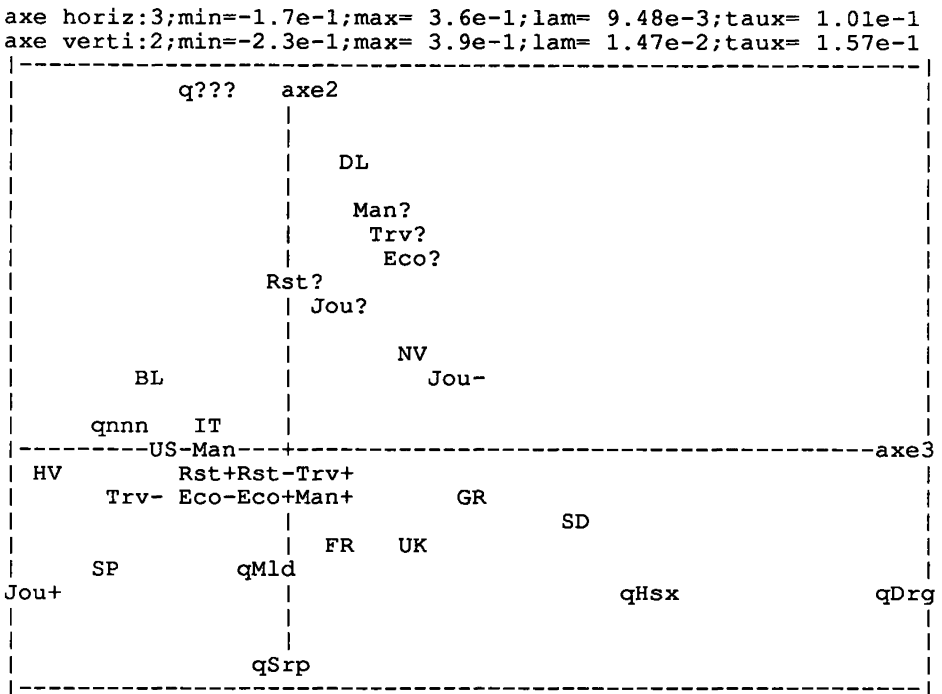 axe horiz:3;min=-1.7e-1;max= 3.6e-1;lam= 9.48e-3;taux= 1.01e-1
axe verti:2;min=-2.3e-1;max= 3.9e-1;lam= 1.47e-2;taux= 1.57e-1
q??? axe2
DL
Man?
Trv?
Eco?
Rst?
Jou?
NV
BL Jou-
qnnn IT
US-Man---+ axe3
HV Rst+Rst-Trv+
Trv- Eco-Eco+Man+ GR
SD
FR UK
SP qMld
Jou+ qHsx qDrg
qSrp